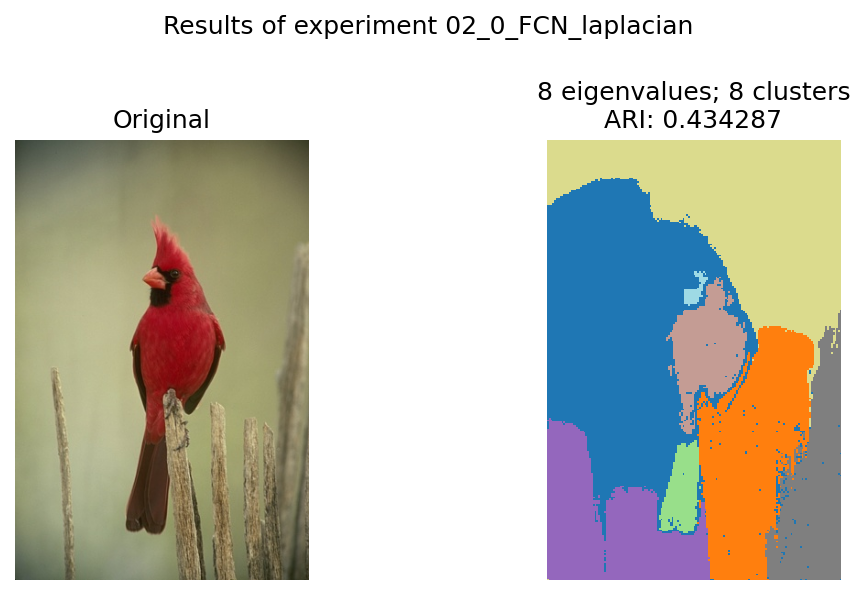 Results of experiment 02_0_FCN_laplacian
Original
8 eigenvalues; 8 clusters
ARI: 0.434287